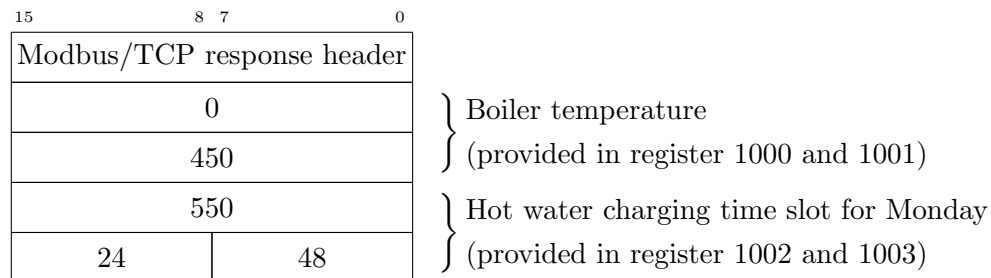 15 8 7 0
Modbus/TCP response header
0
450
Boiler temperature
(provided in register 1000 and 1001)
550
24 48
Hot water charging time slot for Monday
(provided in register 1002 and 1003)